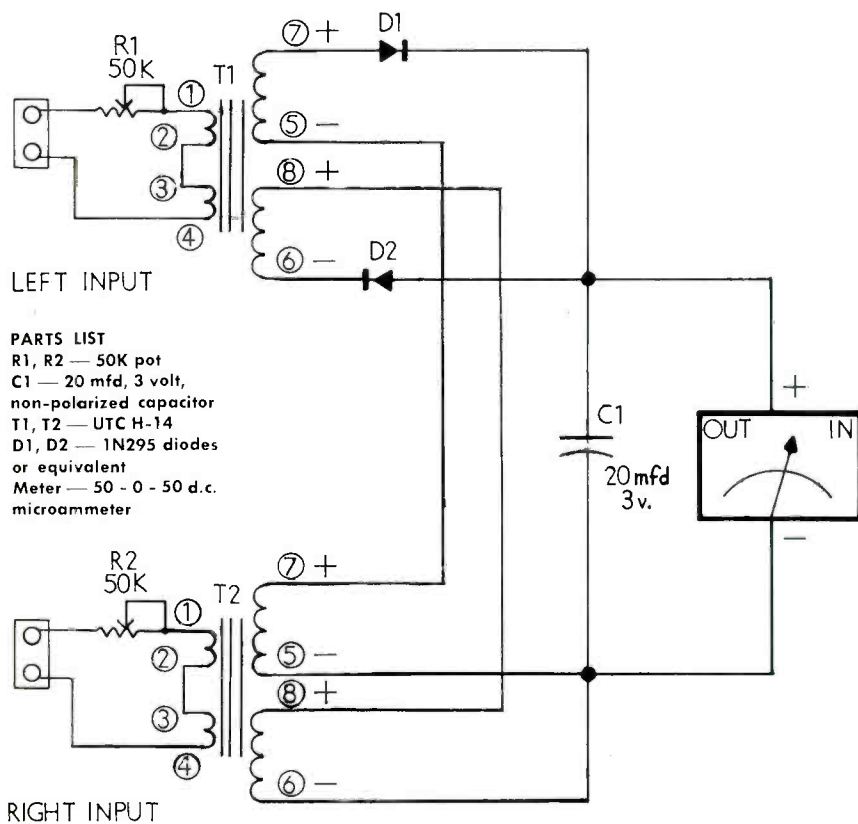 R1
50K
①
②
③
④
T1
⑦ +
⑤ −
⑧ +
⑥ −
D1
D2
LEFT INPUT
PARTS LIST
R1, R2 — 50K pot
C1 — 20 mfd, 3 volt,
non-polarized capacitor
T1, T2 — UTC H-14
D1, D2 — 1N295 diodes
or equivalent
Meter — 50 - 0 - 50 d.c.
microammeter
C1
20 mfd
3 v.
+
OUT IN
−
R2
50K
①
②
③
④
T2
⑦ +
⑤ −
⑧ +
⑥ −
RIGHT INPUT